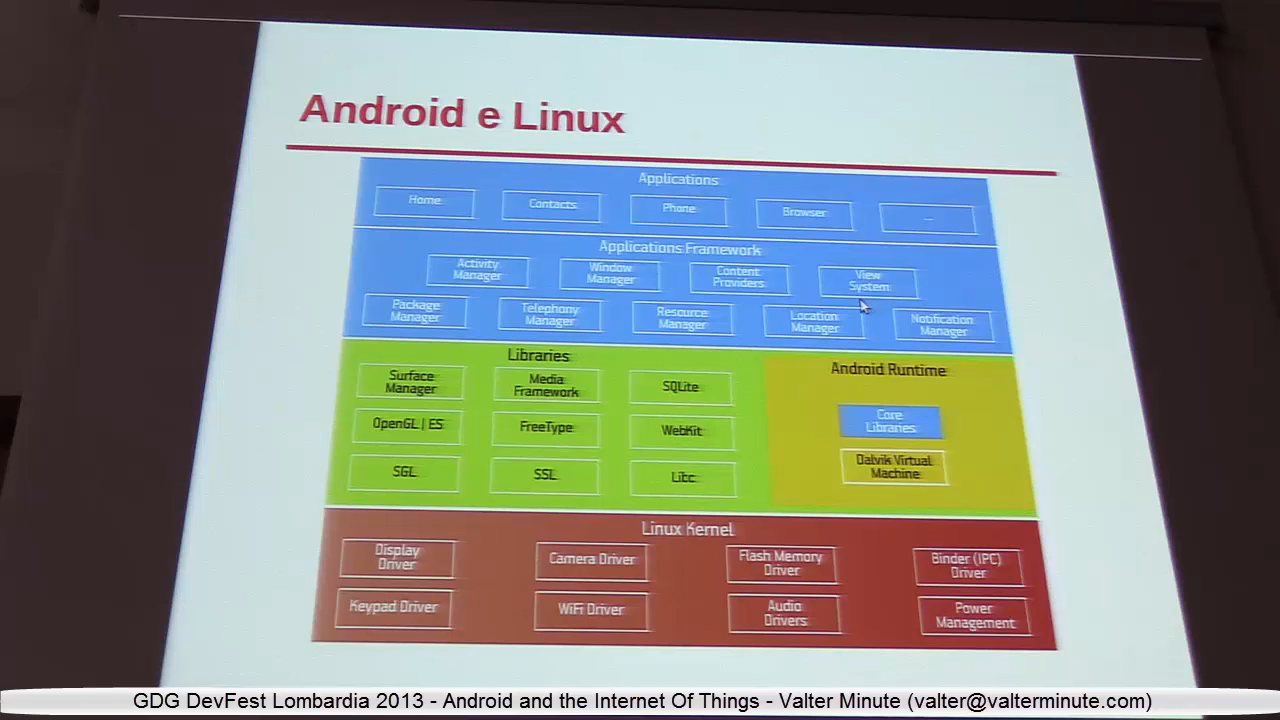 Android e Linux
Applications
Home
Contacts
Phone
Browser
...
Applications Framework
Activity
Manager
Window
Manager
Content
Providers
View
System
Package
Manager
Telephony
Manager
Resource
Manager
Location
Manager
Notification
Manager
Libraries
Surface
Manager
Media
Framework
SQLite
OpenGL | ES
FreeType
WebKit
SGL
SSL
Libc
Android Runtime
Core
Libraries
Dalvik Virtual
Machine
Linux Kernel
Display
Driver
Camera Driver
Flash Memory
Driver
Binder (IPC)
Driver
Keypad Driver
WiFi Driver
Audio
Drivers
Power
Management
GDG DevFest Lombardia 2013 - Android and the Internet Of Things - Valter Minute (valter@valterminute.com)